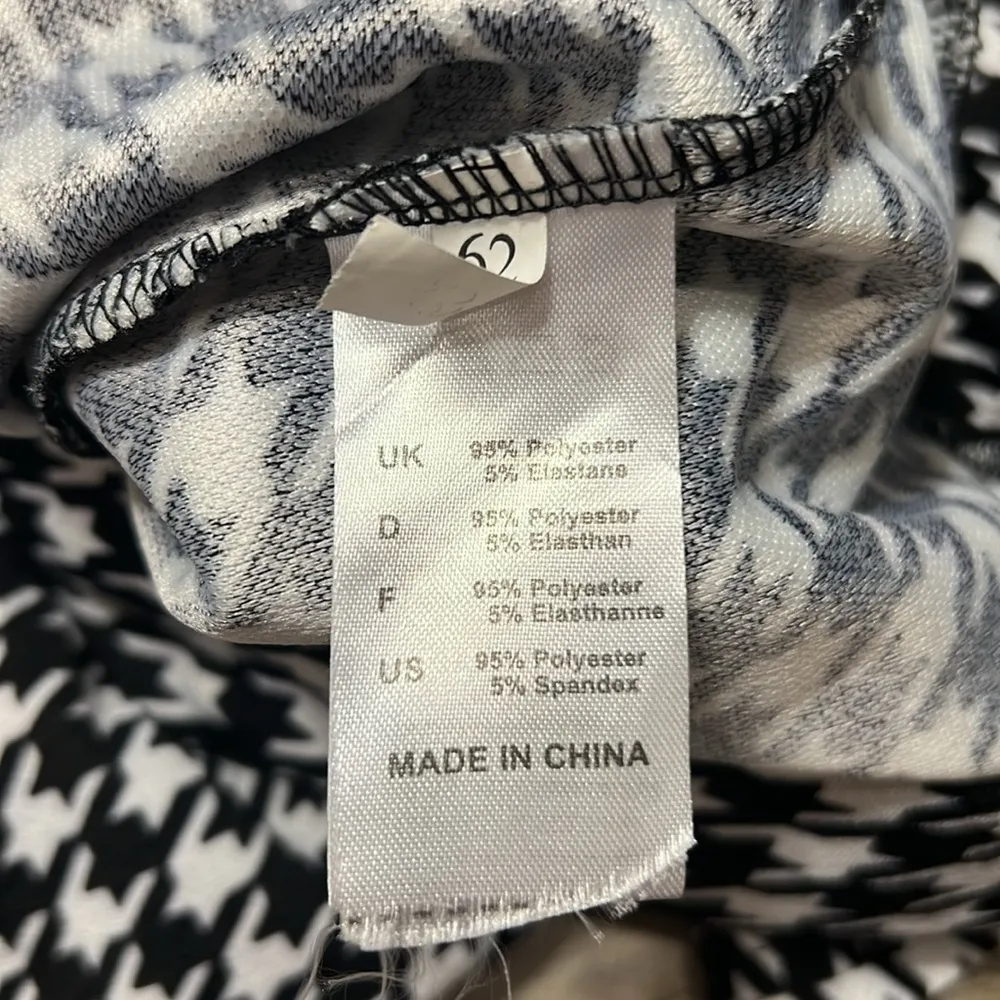 62
UK 95% Polyester
5% Elastane
D 95% Polyester
5% Elasthan
F 95% Polyester
5% Elasthanne
US 95% Polyester
5% Spandex
MADE IN CHINA